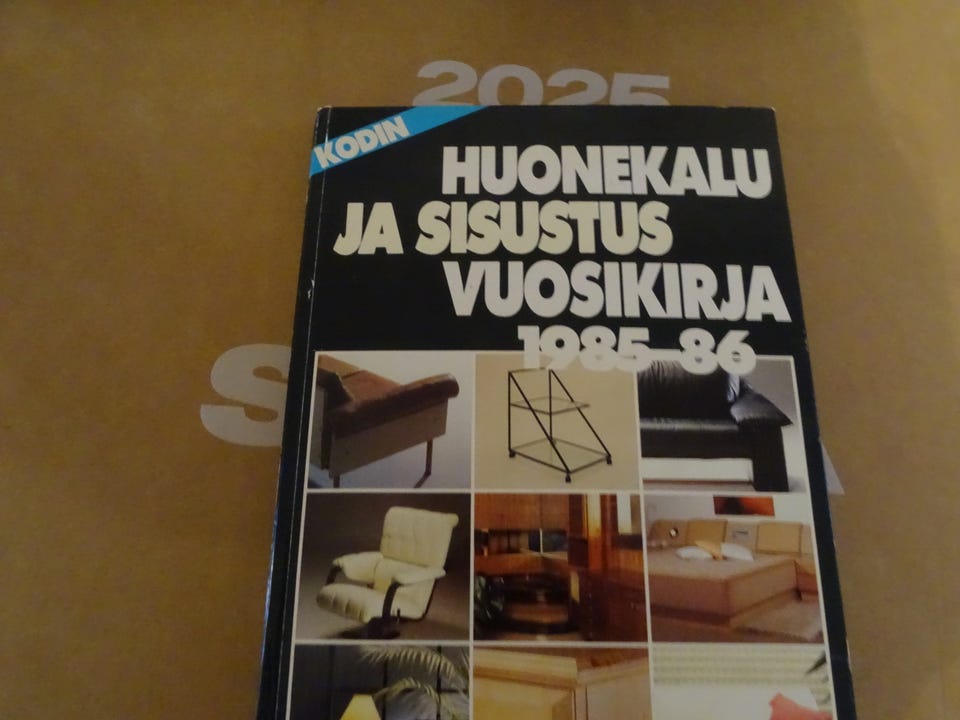 2025
KODIN
HUONEKALU
JA SISUSTUS
VUOSIKIRJA
1985-86